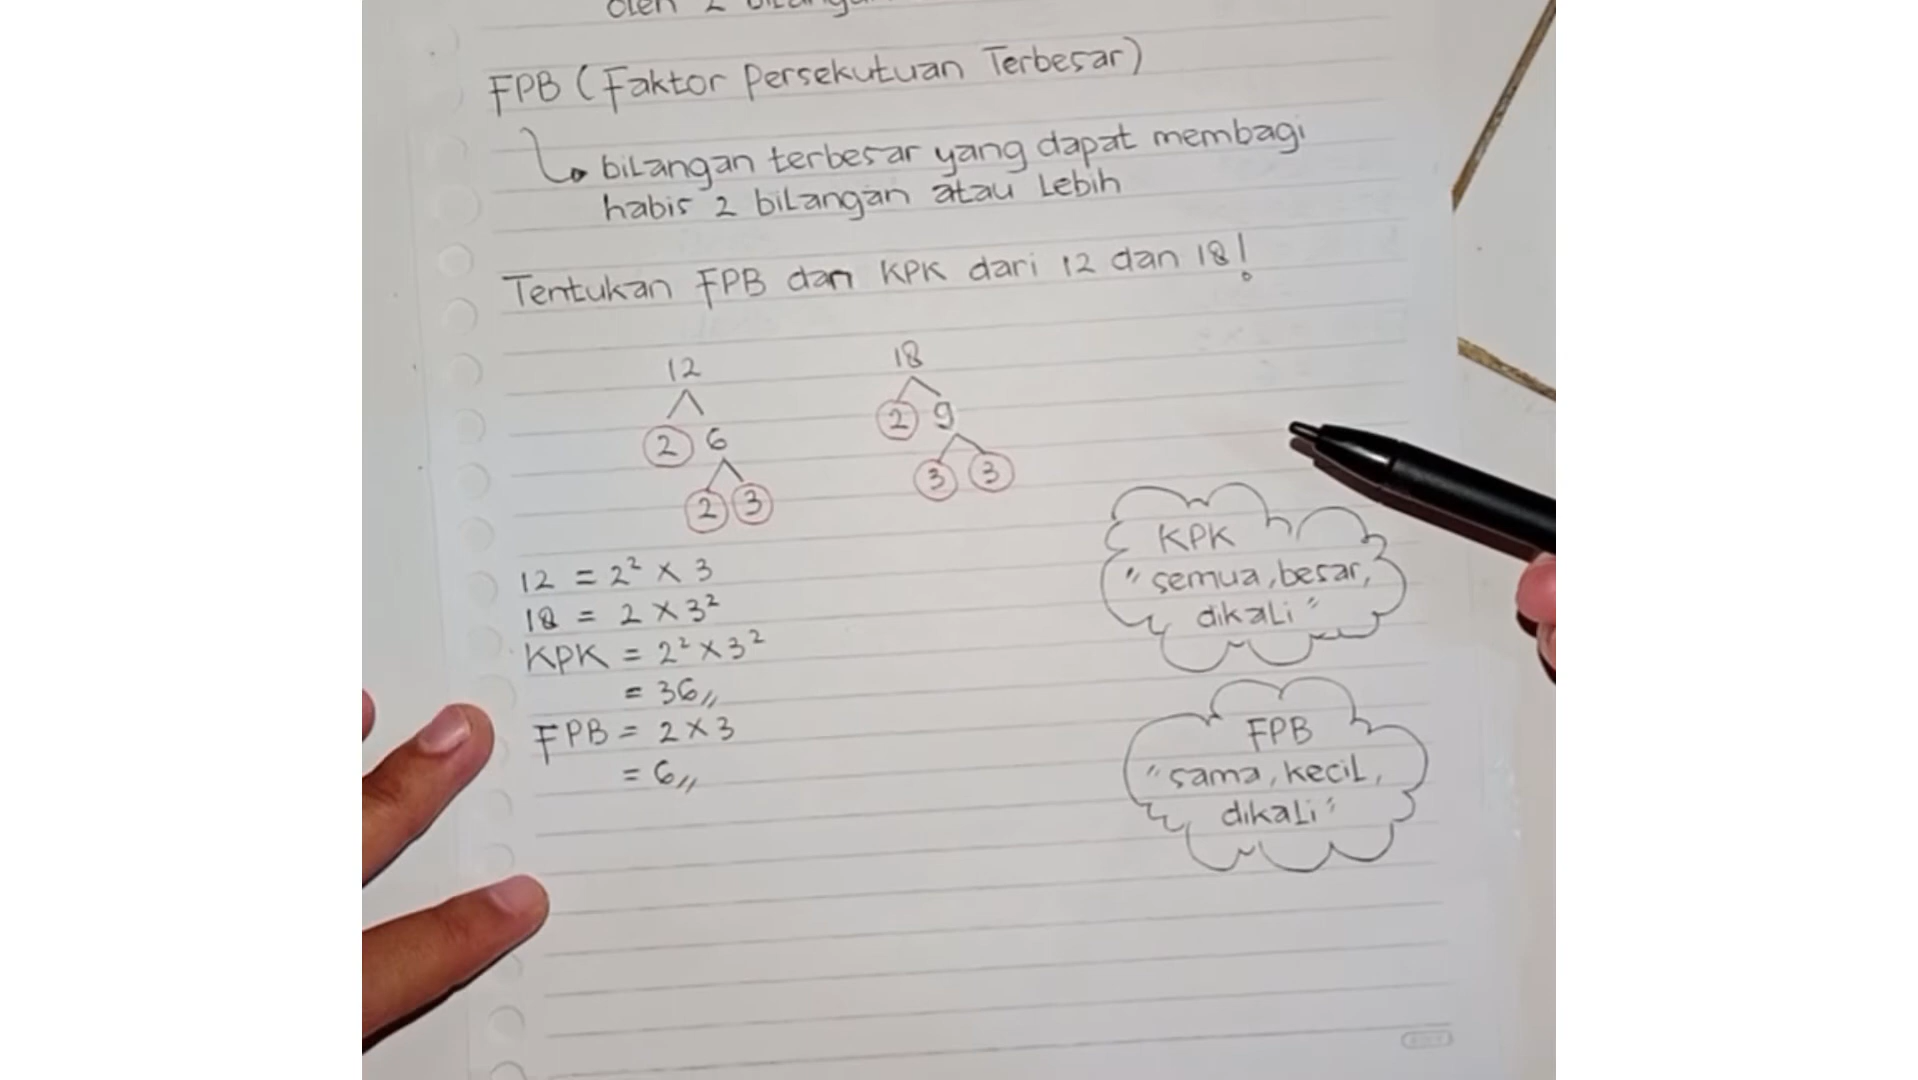 oleh 2
FPB (Faktor Persekutuan Terbesar)
bilangan terbesar yang dapat membagi
habis 2 bilangan atau Lebih
Tentukan FPB dan KPK dari 12 dan 18!
12 18
2 6 2 9
2 3 3 3
12 = 2² × 3
18 = 2 × 3²
KPK = 2² × 3²
= 36,,
FPB = 2 × 3
= 6,,
KPK
"semua, besar,
dikali"
FPB
"sama, kecil,
dikali"